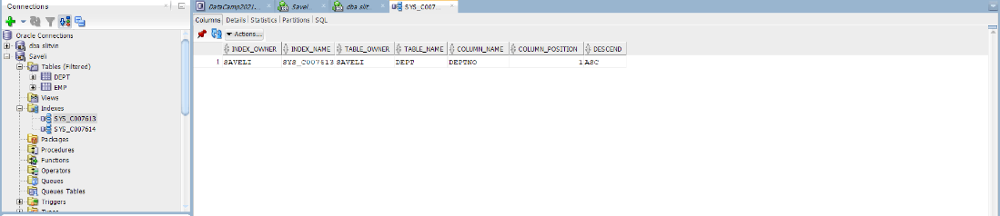 Connections
DataCamp2021...
Savel
dba slit
SYS_C007...
Columns Details Statistics Partitions SQL
Actions...
INDEX_OWNER INDEX_NAME TABLE_OWNER TABLE_NAME COLUMN_NAME COLUMN_POSITION DESCEND
1 SAVELI SYS_C007613 SAVELI DEPT DEPTNO 1 ASC
Oracle Connections
dba slitvin
Saveli
Tables (Filtered)
DEPT
EMP
Views
Indexes
SYS_C007613
SYS_C007614
Packages
Procedures
Functions
Operators
Queues
Queues Tables
Triggers